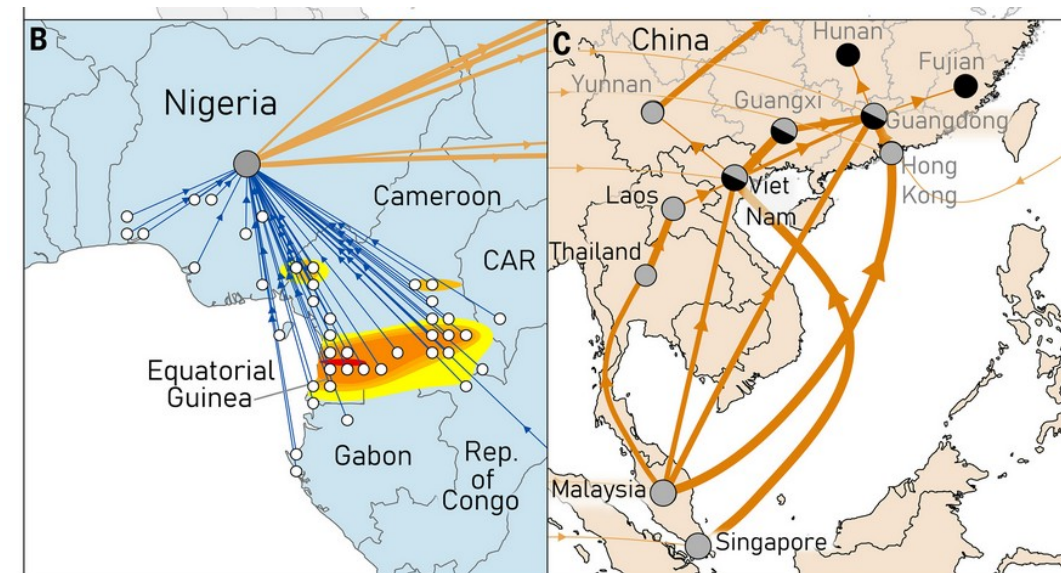 B
Nigeria
Cameroon
CAR
Equatorial
Guinea
Gabon
Rep.
of
Congo
C
China
Hunan
Fujian
Yunnan
Guangxi
Guangdong
Hong
Kong
Viet
Nam
Laos
Thailand
Malaysia
Singapore